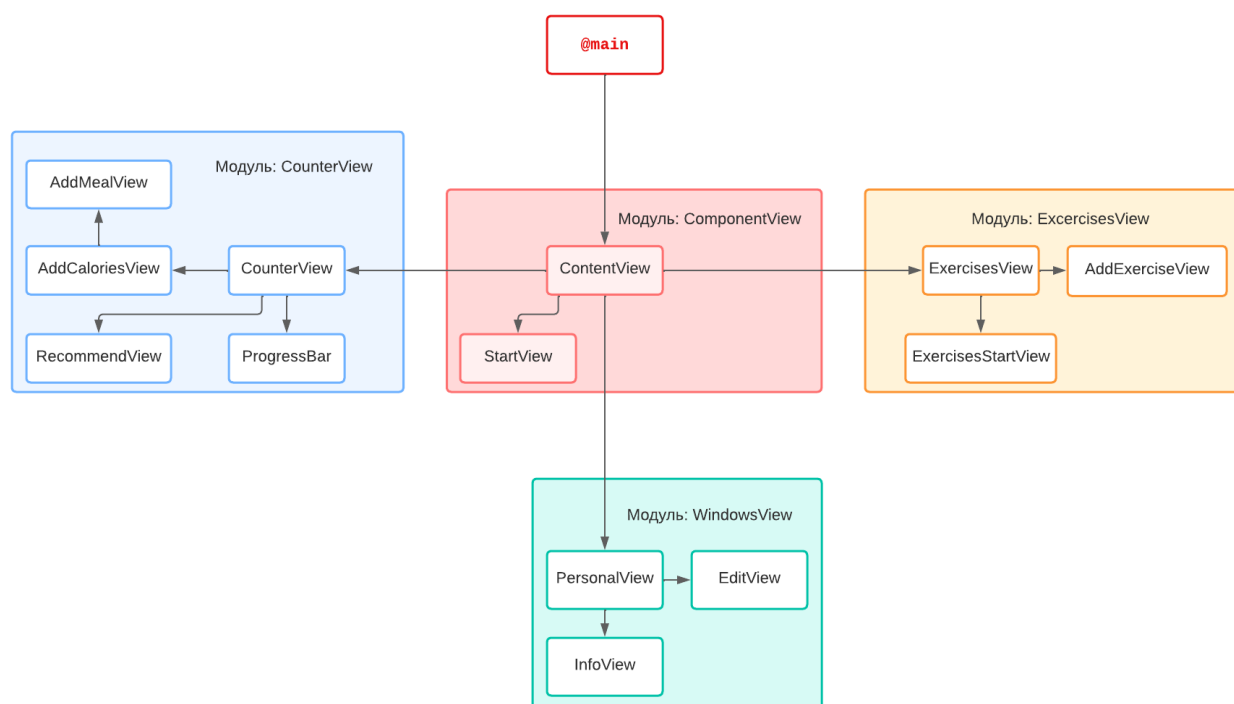 @main
Модуль: CounterView
AddMealView
AddCaloriesView
CounterView
RecommendView
ProgressBar
Модуль: ComponentView
ContentView
StartView
Модуль: ExcercisesView
ExercisesView
AddExerciseView
ExercisesStartView
Модуль: WindowsView
PersonalView
EditView
InfoView